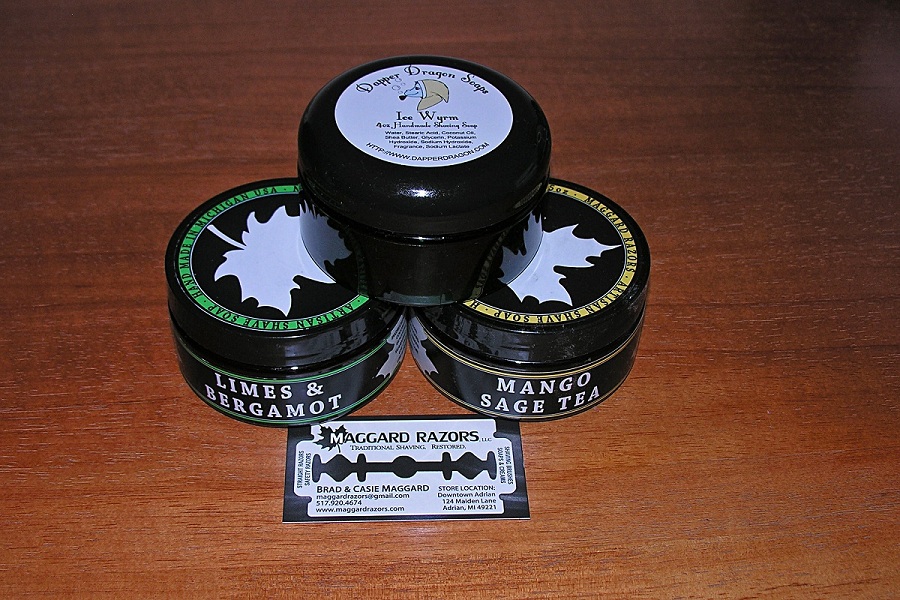 Dapper Dragon Soaps
Ice Wyrm
4oz Handmade Shaving Soap
Water, Stearic Acid, Coconut Oil,
Shea Butter, Glycerin, Potassium
Hydroxide, Sodium Hydroxide,
Fragrance, Sodium Lactate
HTTP://WWW.DAPPERDRAGON.COM
HAND MADE IN MICHIGAN USA
ARTISAN SHAVE SOAP
LIMES &
BERGAMOT
MAGGARD RAZORS · ARTISAN SHAVE SOAP
MANGO
SAGE TEA
MAGGARD RAZORS LLC.
TRADITIONAL SHAVING. RESTORED.
STRAIGHT RAZORS
SAFETY RAZORS
SHAVING BRUSHES
SOAPS & CREAMS
BRAD & CASIE MAGGARD
maggardrazors@gmail.com
517.920.4674
www.maggardrazors.com
STORE LOCATION:
Downtown Adrian
124 Maiden Lane
Adrian, MI 49221